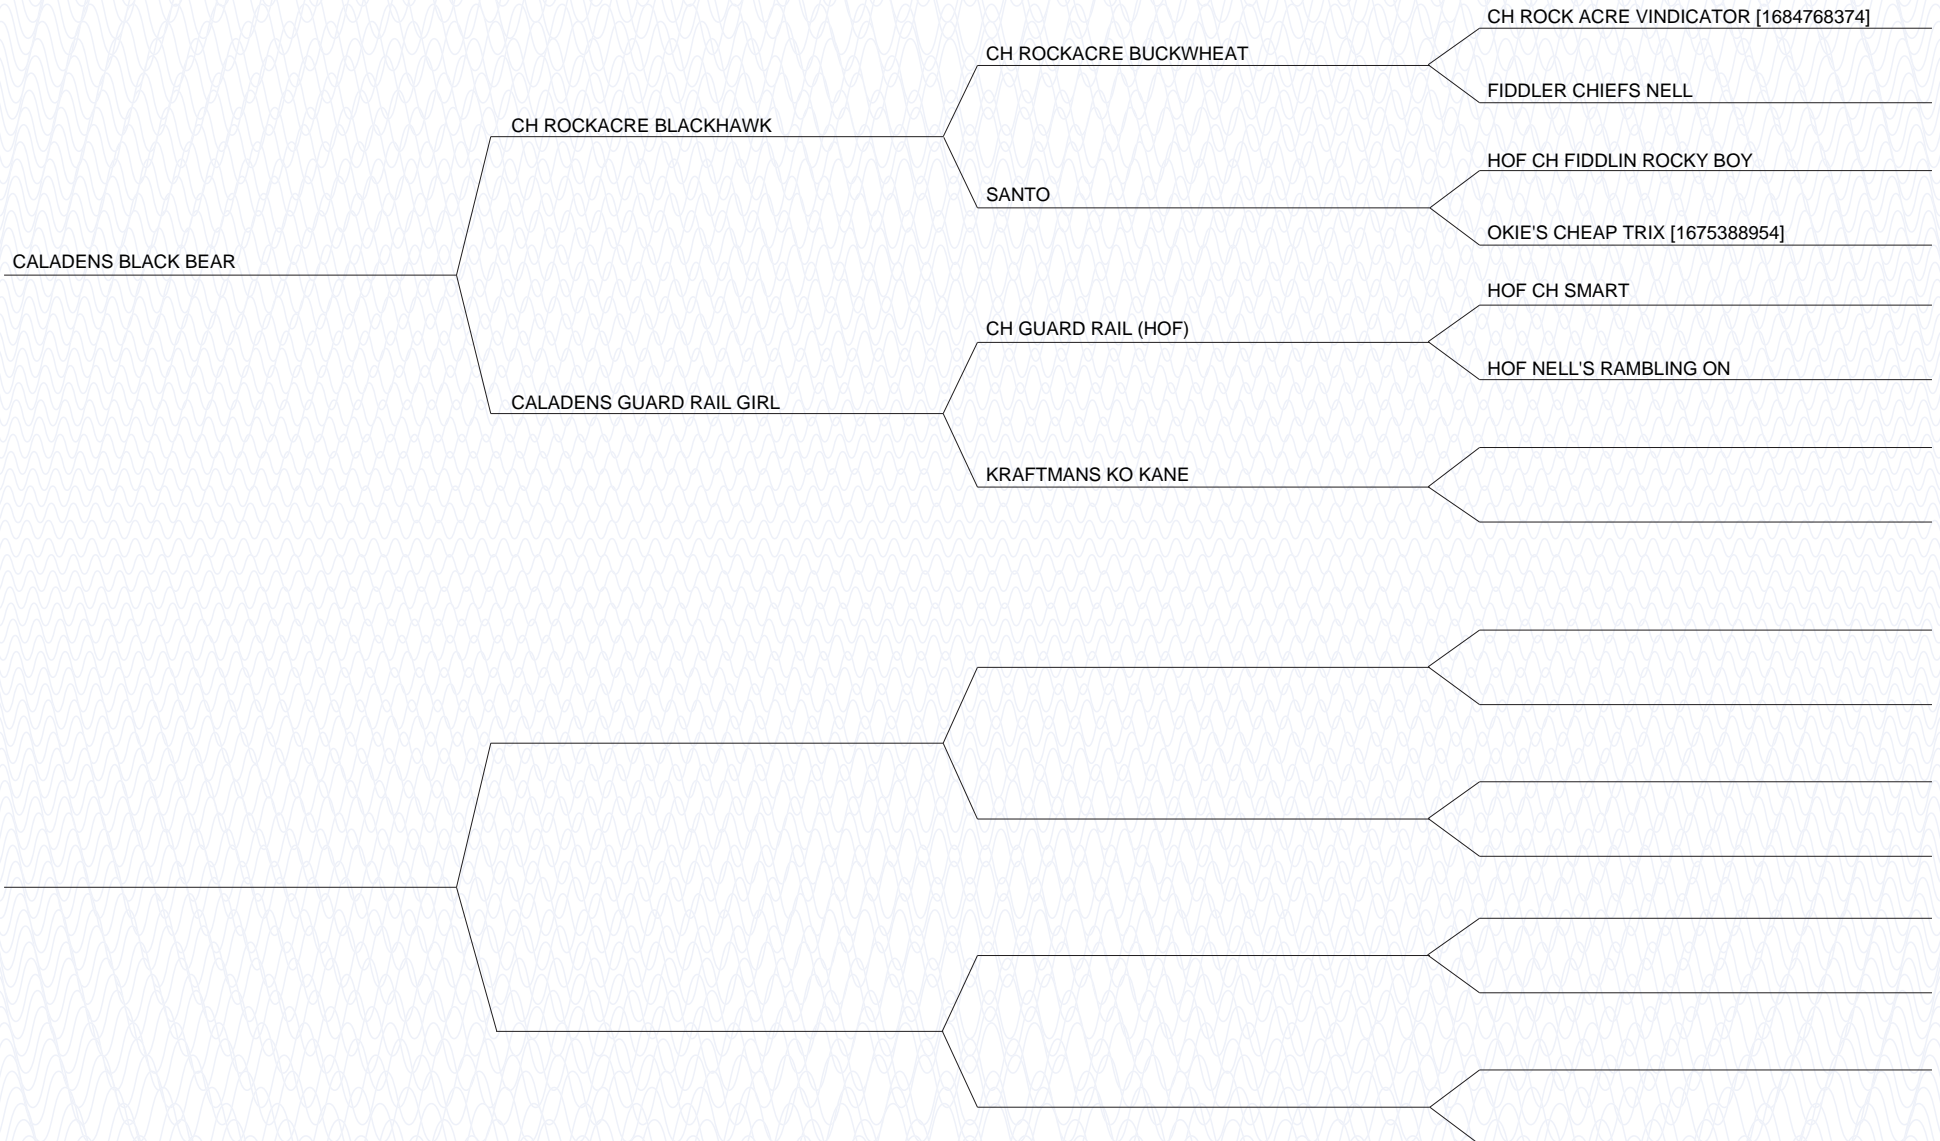 CH ROCK ACRE VINDICATOR [1684768374]
CH ROCKACRE BUCKWHEAT
FIDDLER CHIEFS NELL
CH ROCKACRE BLACKHAWK
HOF CH FIDDLIN ROCKY BOY
SANTO
OKIE'S CHEAP TRIX [1675388954]
CALADENS BLACK BEAR
HOF CH SMART
CH GUARD RAIL (HOF)
HOF NELL'S RAMBLING ON
CALADENS GUARD RAIL GIRL
KRAFTMANS KO KANE